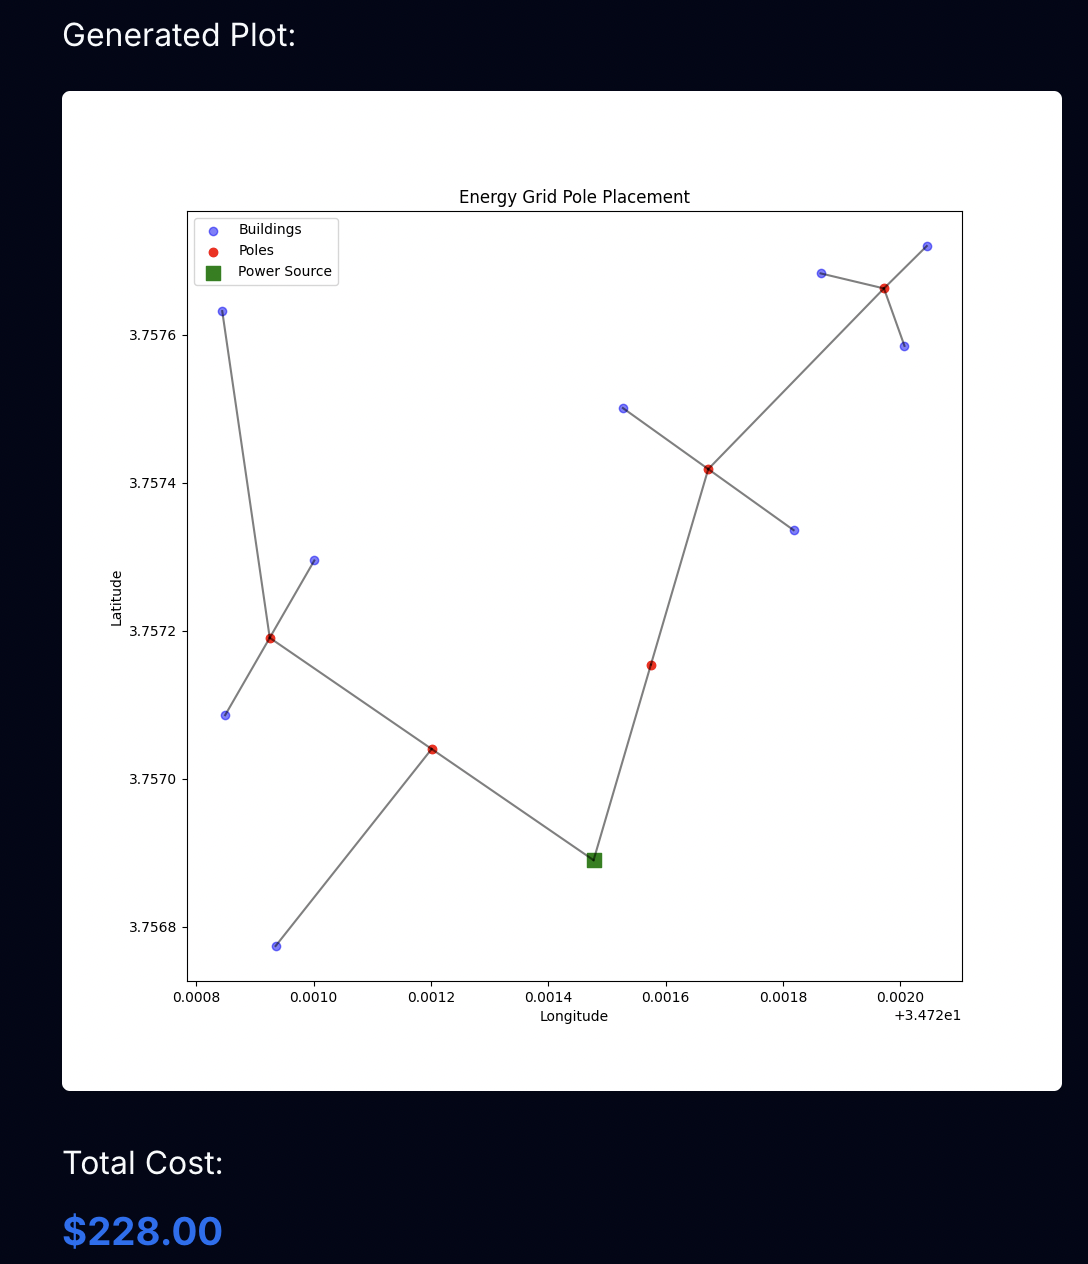 Generated Plot:
Energy Grid Pole Placement
Buildings
Poles
Power Source
Latitude
3.7576
3.7574
3.7572
3.7570
3.7568
0.0008 0.0010 0.0012 0.0014 0.0016 0.0018 0.0020
Longitude
+3.472e1
Total Cost:
$228.00